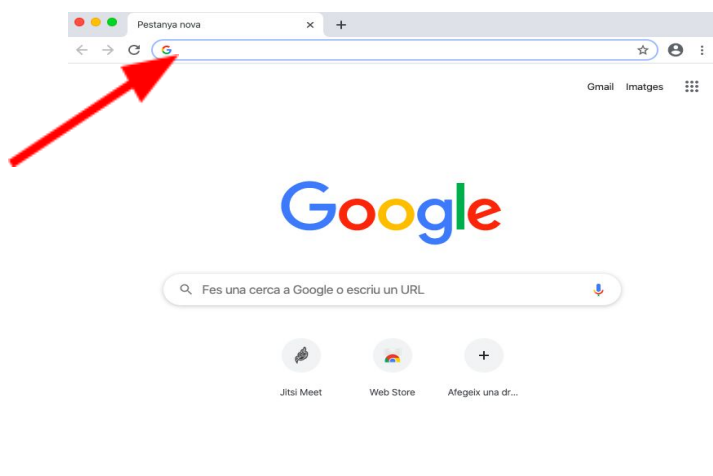 Pestanya nova
Gmail Imatges
Google
Fes una cerca a Google o escriu un URL
Jitsi Meet Web Store Afegeix una dr...